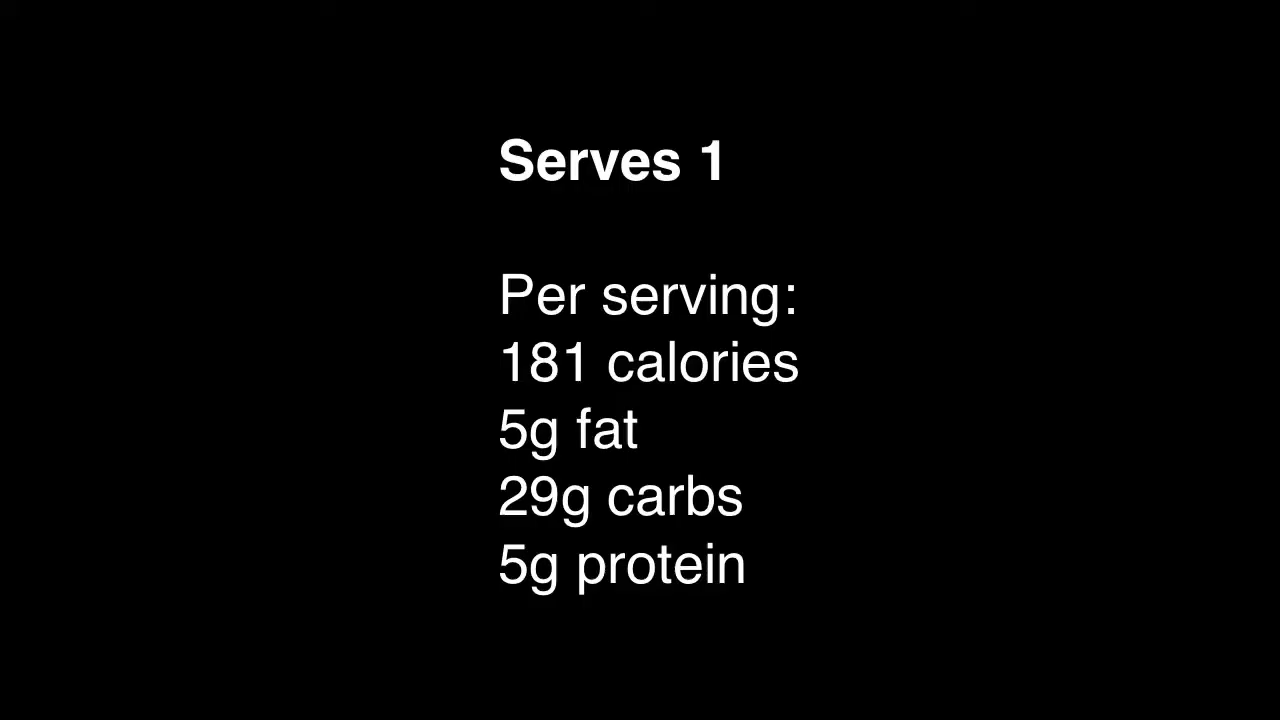 Serves 1
Per serving:
181 calories
5g fat
29g carbs
5g protein